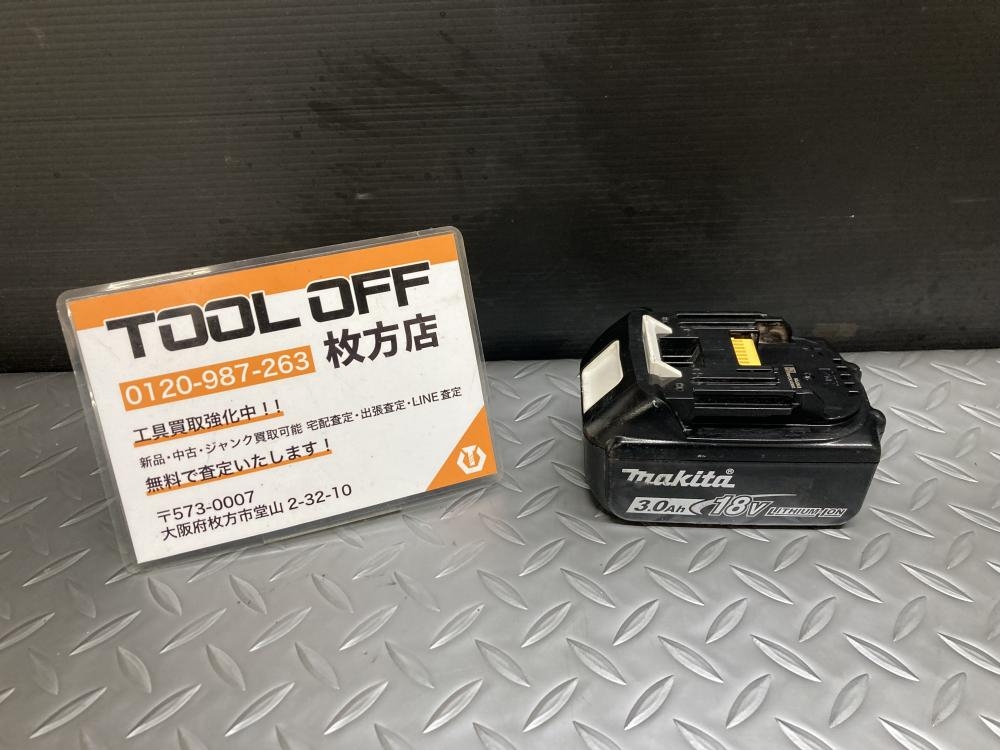 TOOL OFF
0120-987-263 枚方店
工具買取強化中!!
新品・中古・ジャンク買取可能 宅配査定・出張査定・LINE査定
無料で査定いたします!
〒573-0007
大阪府枚方市堂山 2-32-10
makita®
3.0Ah 18V LITHIUM-ION